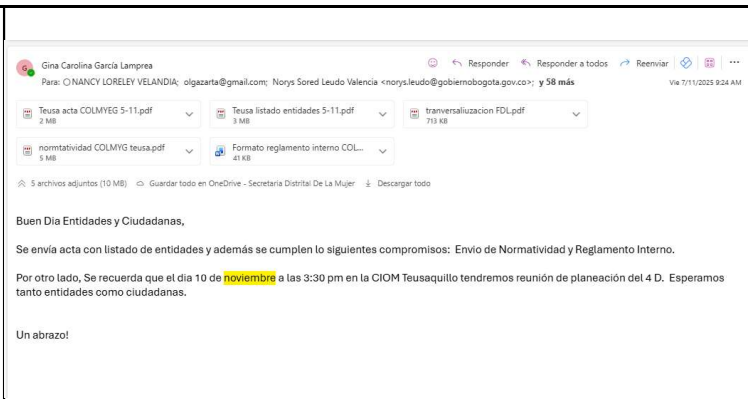 G
Gina Carolina García Lamprea
Responder
Responder a todos
Reenviar
Para: NANCY LORELEY VELANDIA; olgazarta@gmail.com; Norys Sored Leudo Valencia <norys.leudo@gobiernobogota.gov.co>; y 58 más
Vie 7/11/2025 9:24 AM
Teusa acta COLMYEG 5-11.pdf
2 MB
Teusa listado entidades 5-11.pdf
3 MB
tranversaliuzacion FDL.pdf
713 KB
normtatividad COLMYG teusa.pdf
5 MB
Formato reglamento interno COL...
41 KB
5 archivos adjuntos (10 MB)
Guardar todo en OneDrive - Secretaria Distrital De La Mujer
Descargar todo
Buen Dia Entidades y Ciudadanas,
Se envía acta con listado de entidades y además se cumplen lo siguientes compromisos: Envio de Normatividad y Reglamento Interno.
Por otro lado, Se recuerda que el dia 10 de noviembre a las 3:30 pm en la CIOM Teusaquillo tendremos reunión de planeación del 4 D. Esperamos
tanto entidades como ciudadanas.
Un abrazo!